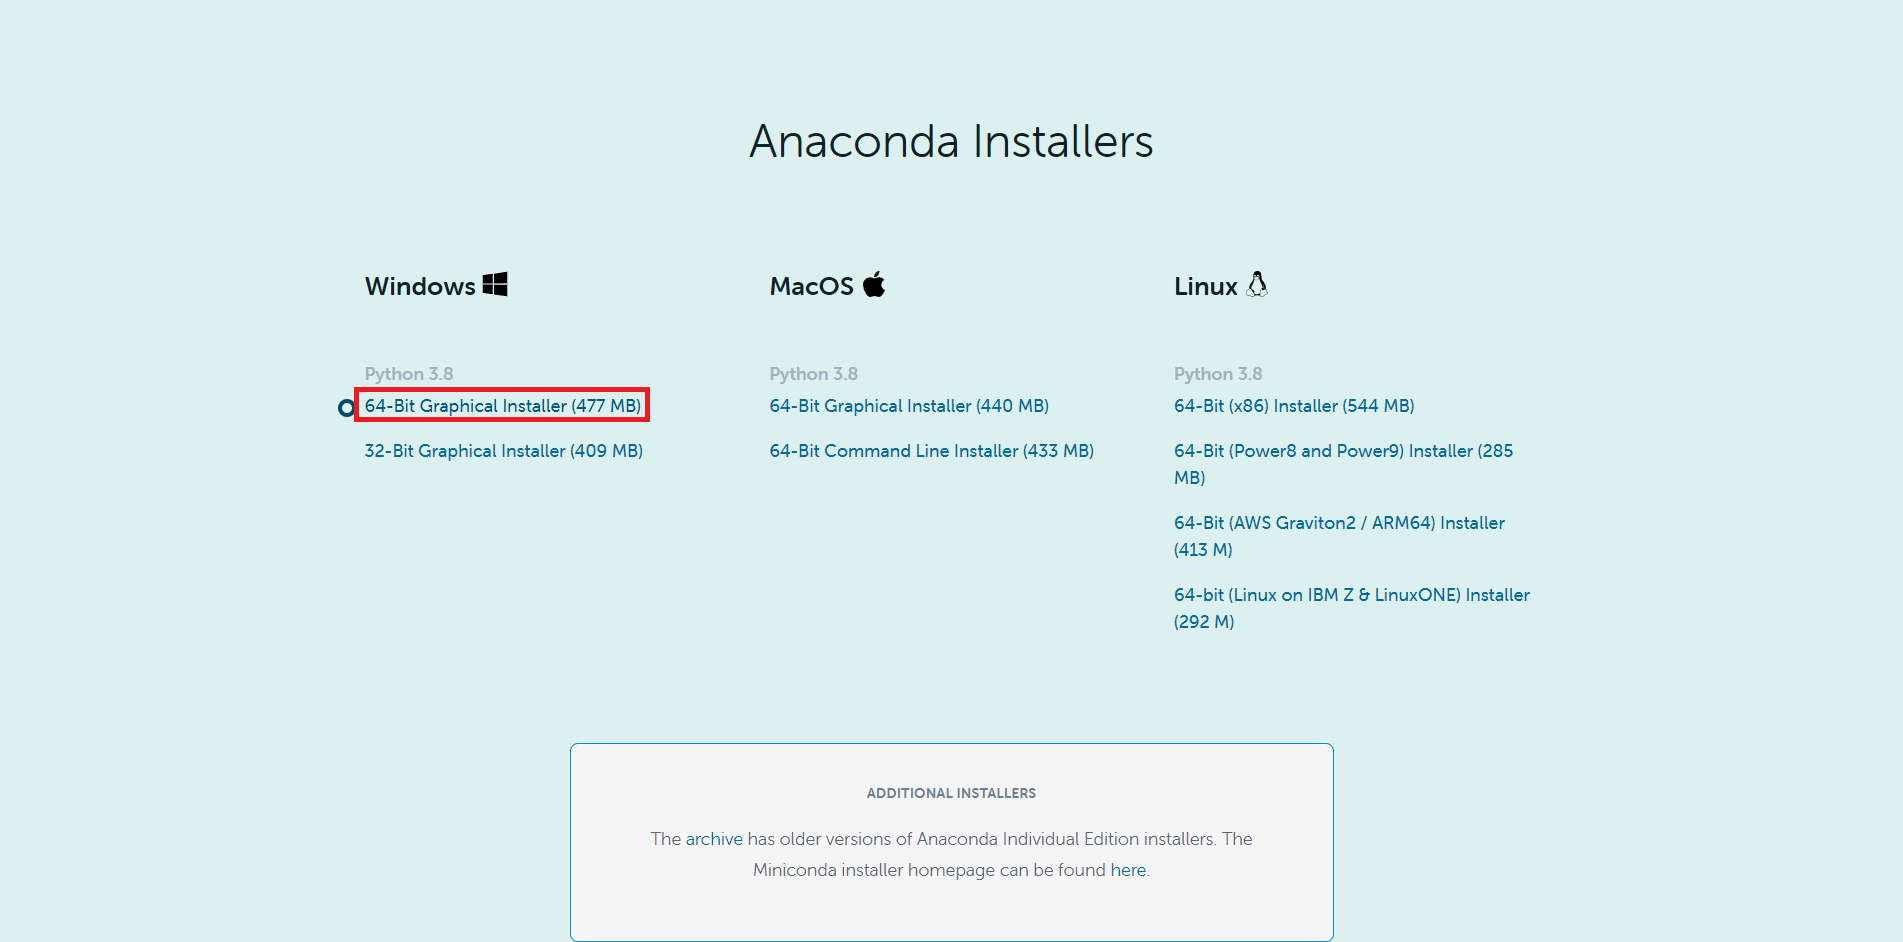 Anaconda Installers
Windows
Python 3.8
64-Bit Graphical Installer (477 MB)
32-Bit Graphical Installer (409 MB)
MacOS
Python 3.8
64-Bit Graphical Installer (440 MB)
64-Bit Command Line Installer (433 MB)
Linux
Python 3.8
64-Bit (x86) Installer (544 MB)
64-Bit (Power8 and Power9) Installer (285
MB)
64-Bit (AWS Graviton2 / ARM64) Installer
(413 M)
64-bit (Linux on IBM Z & LinuxONE) Installer
(292 M)
ADDITIONAL INSTALLERS
The archive has older versions of Anaconda Individual Edition installers. The
Miniconda installer homepage can be found here.